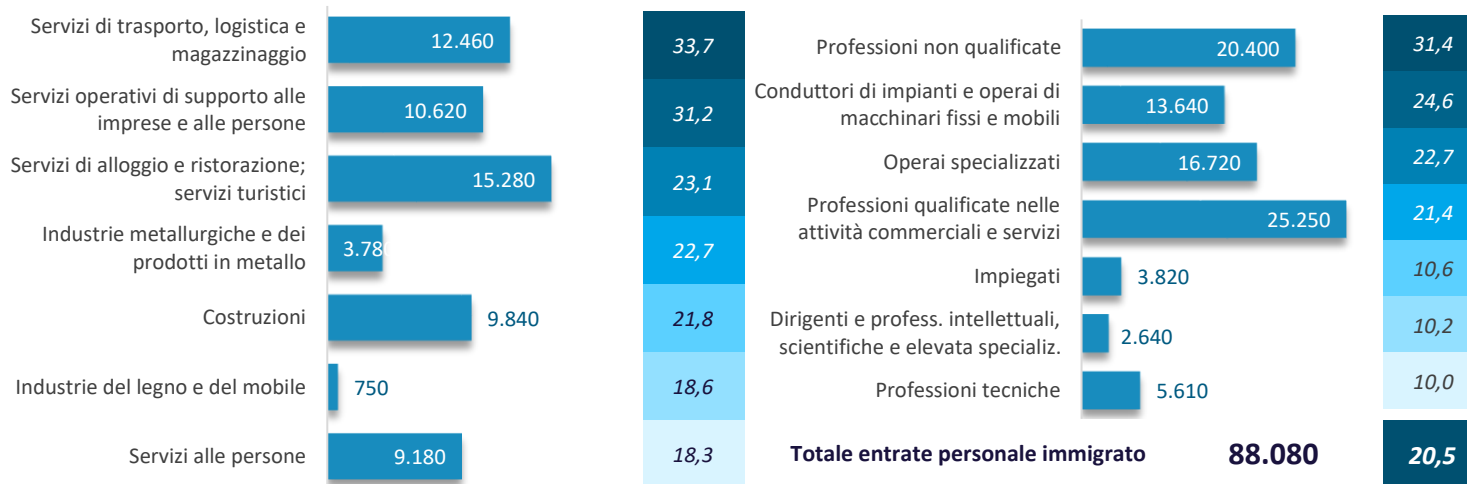 Servizi di trasporto, logistica e
magazzinaggio
12.460
33,7
Servizi operativi di supporto alle
imprese e alle persone
10.620
31,2
Servizi di alloggio e ristorazione;
servizi turistici
15.280
23,1
Industrie metallurgiche e dei
prodotti in metallo
3.780
22,7
Costruzioni
9.840
21,8
Industrie del legno e del mobile
750
18,6
Servizi alle persone
9.180
18,3
Professioni non qualificate
20.400
31,4
Conduttori di impianti e operai di
macchinari fissi e mobili
13.640
24,6
Operai specializzati
16.720
22,7
Professioni qualificate nelle
attività commerciali e servizi
25.250
21,4
Impiegati
3.820
10,6
Dirigenti e profess. intellettuali,
scientifiche e elevata specializ.
2.640
10,2
Professioni tecniche
5.610
10,0
Totale entrate personale immigrato 88.080 20,5